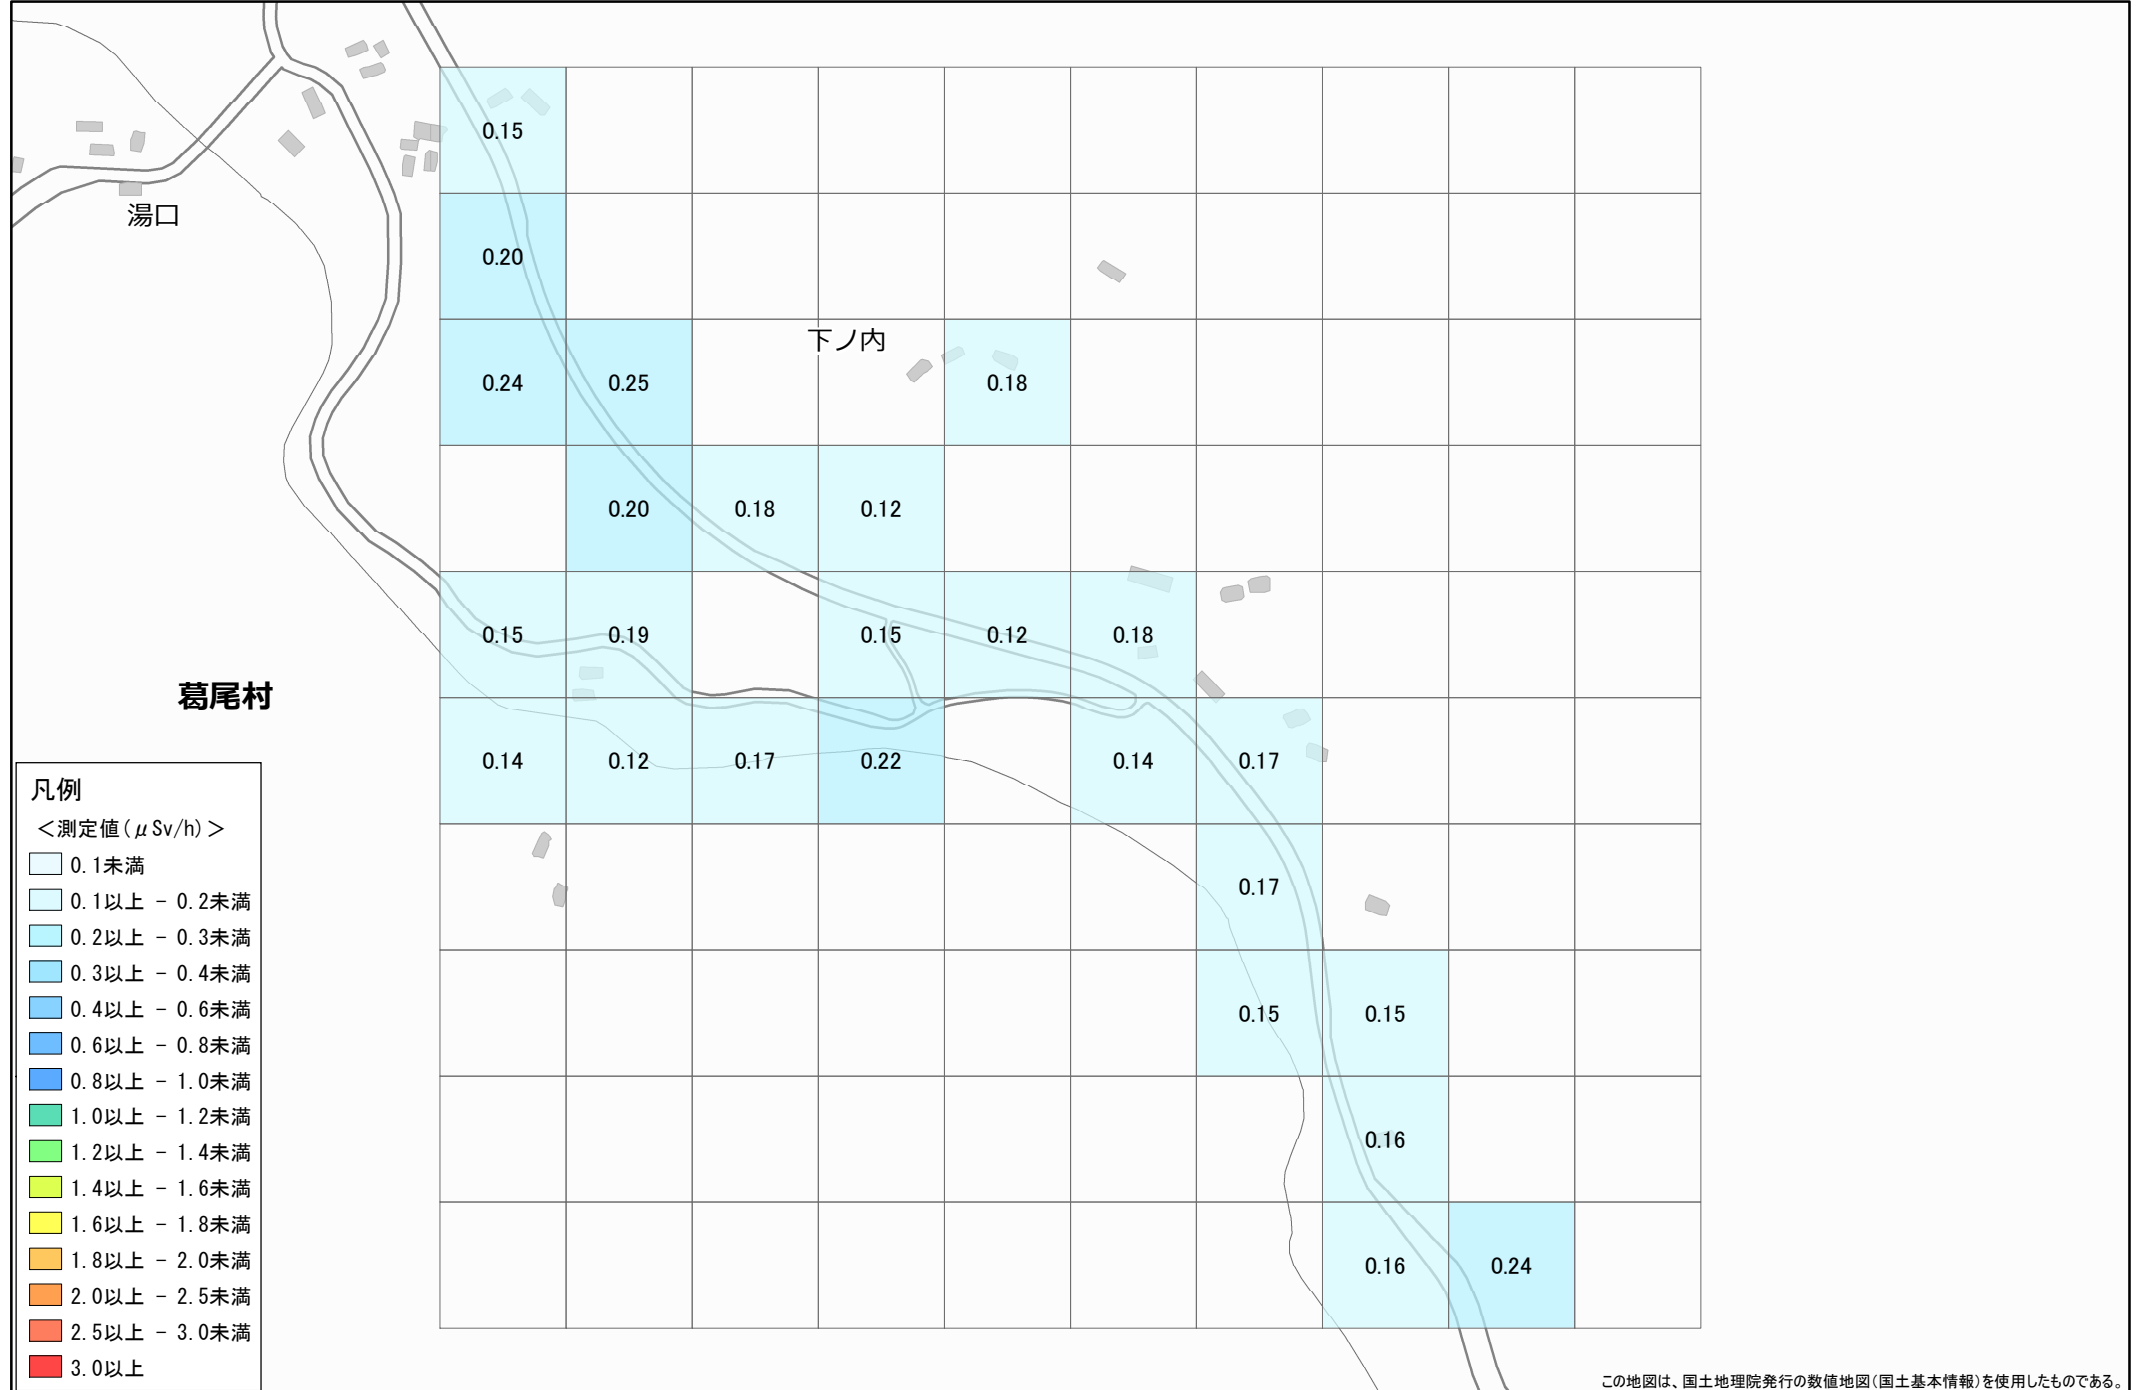 0.15
湯口
0.20
下ノ内
0.24 0.25 0.18
0.20 0.18 0.12
0.15 0.19 0.15 0.12 0.18
葛尾村
0.14 0.12 0.17 0.22 0.14 0.17
0.17
0.15 0.15
0.16
0.16 0.24
凡例
＜測定値(μSv/h)＞
0.1未満
0.1以上 - 0.2未満
0.2以上 - 0.3未満
0.3以上 - 0.4未満
0.4以上 - 0.6未満
0.6以上 - 0.8未満
0.8以上 - 1.0未満
1.0以上 - 1.2未満
1.2以上 - 1.4未満
1.4以上 - 1.6未満
1.6以上 - 1.8未満
1.8以上 - 2.0未満
2.0以上 - 2.5未満
2.5以上 - 3.0未満
3.0以上
この地図は、国土地理院発行の数値地図(国土基本情報)を使用したものである。